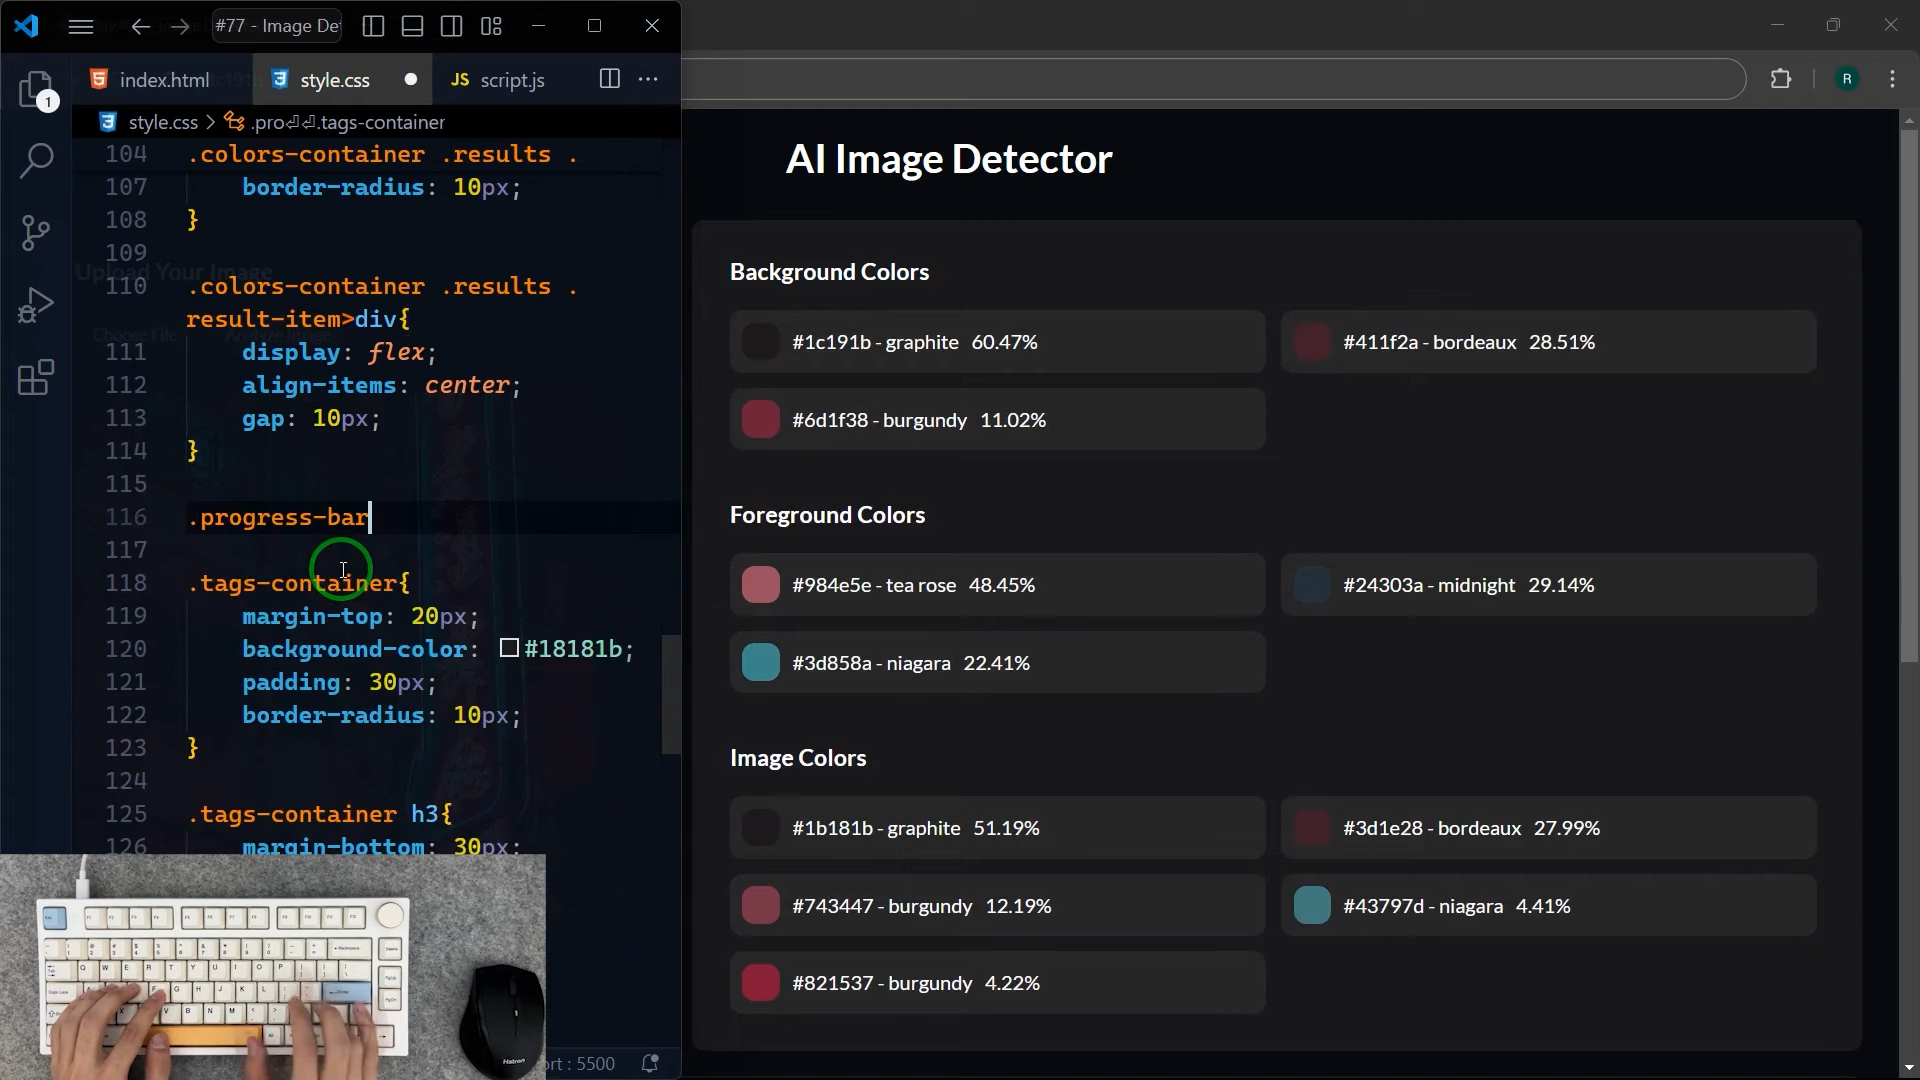 #77 - Image De
index.html
style.css
JS script.js
1
style.css > .pro⏎⏎.tags-container
104 .colors-container .results .
107 border-radius: 10px;
108 }
109
110 .colors-container .results .
result-item>div{
111 display: flex;
112 align-items: center;
113 gap: 10px;
114 }
115
116 .progress-bar
117
118 .tags-container{
119 margin-top: 20px;
120 background-color: #18181b;
121 padding: 30px;
122 border-radius: 10px;
123 }
124
125 .tags-container h3{
126 margin-bottom: 30px;
Upload Your Image
Choose File
: 5500
R
AI Image Detector
Background Colors
#1c191b - graphite 60.47%
#411f2a - bordeaux 28.51%
#6d1f38 - burgundy 11.02%
Foreground Colors
#984e5e - tea rose 48.45%
#24303a - midnight 29.14%
#3d858a - niagara 22.41%
Image Colors
#1b181b - graphite 51.19%
#3d1e28 - bordeaux 27.99%
#743447 - burgundy 12.19%
#43797d - niagara 4.41%
#821537 - burgundy 4.22%